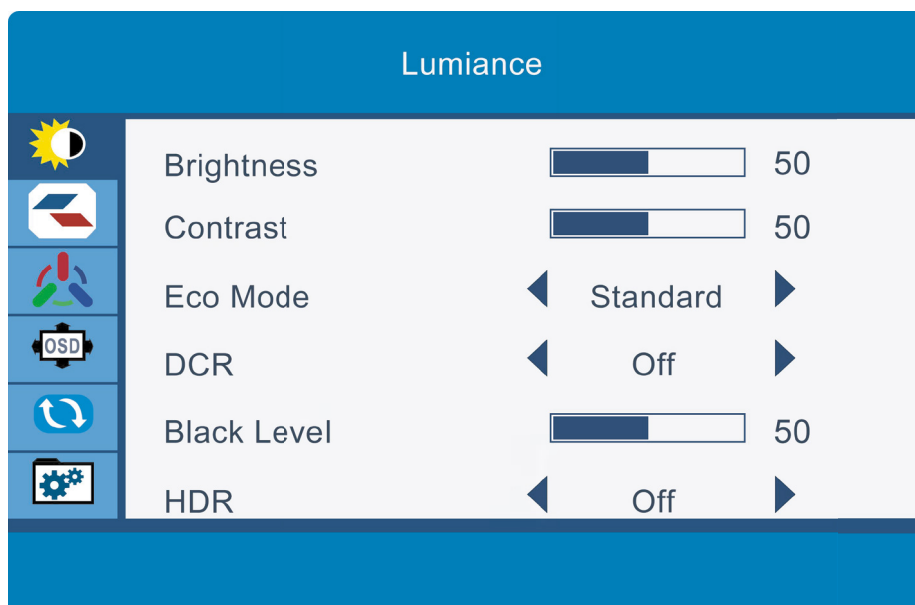 Lumiance
Brightness 50
Contrast 50
Eco Mode Standard
OSD
DCR Off
Black Level 50
HDR Off